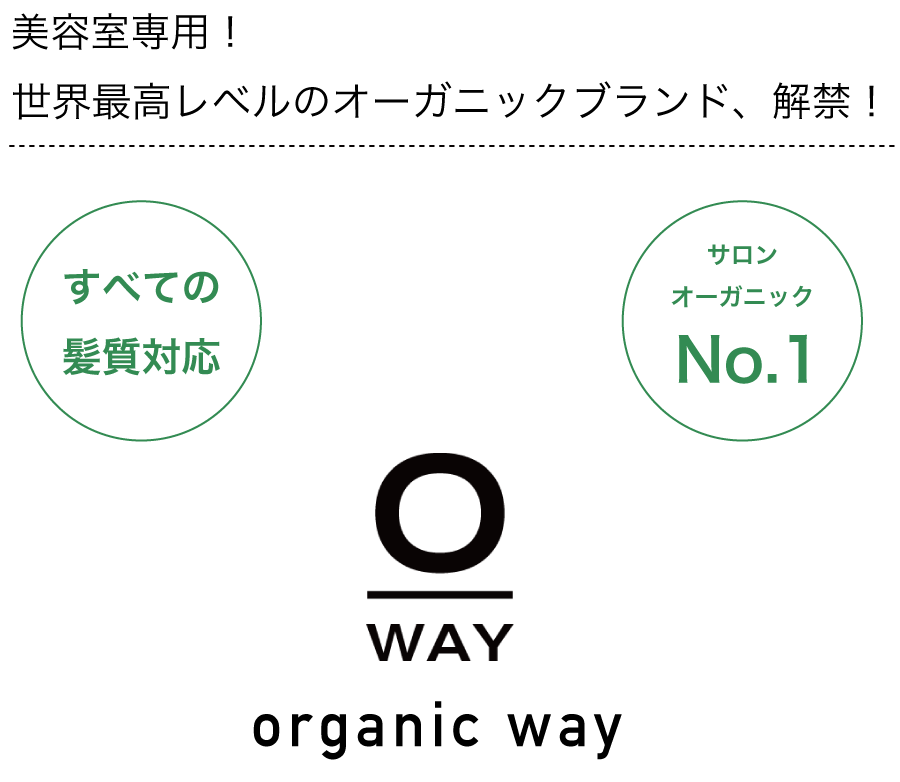 美容室専用！
世界最高レベルのオーガニックブランド、解禁！
すべての
髪質対応
サロン
オーガニック
No.1
O
WAY
organic way